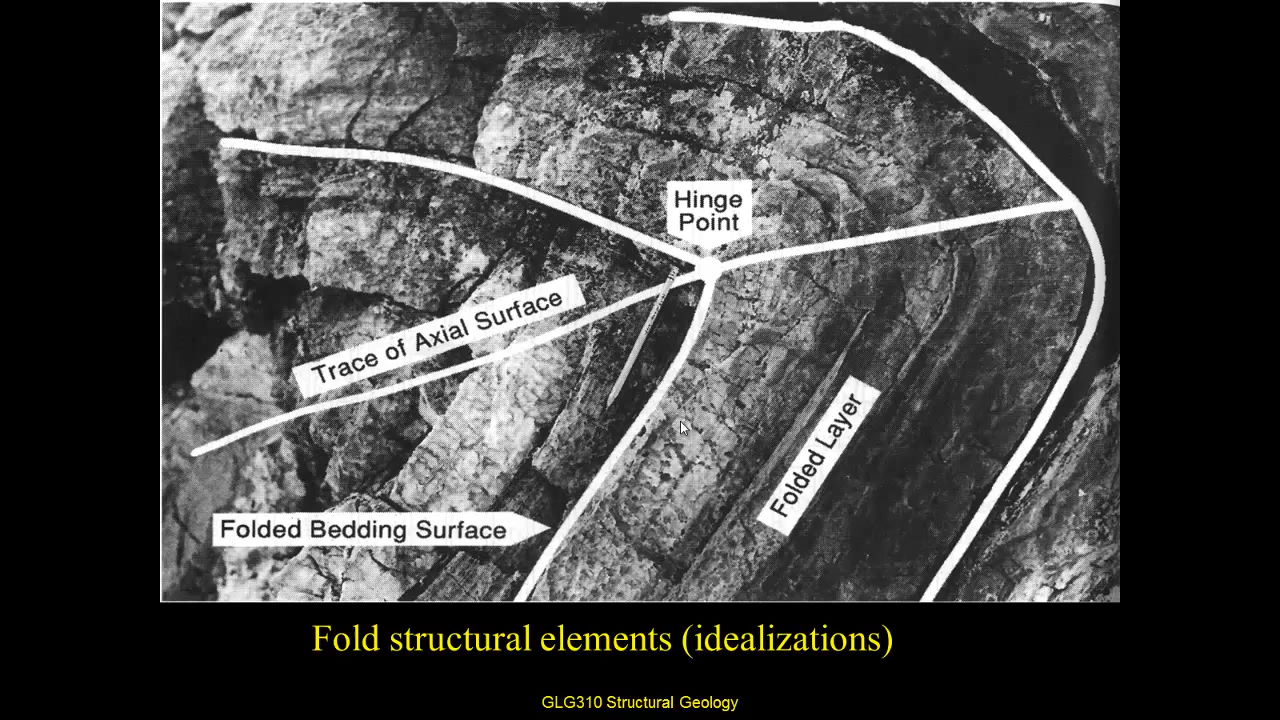 Hinge
Point
Trace of Axial Surface
Folded Layer
Folded Bedding Surface
Fold structural elements (idealizations)
GLG310 Structural Geology